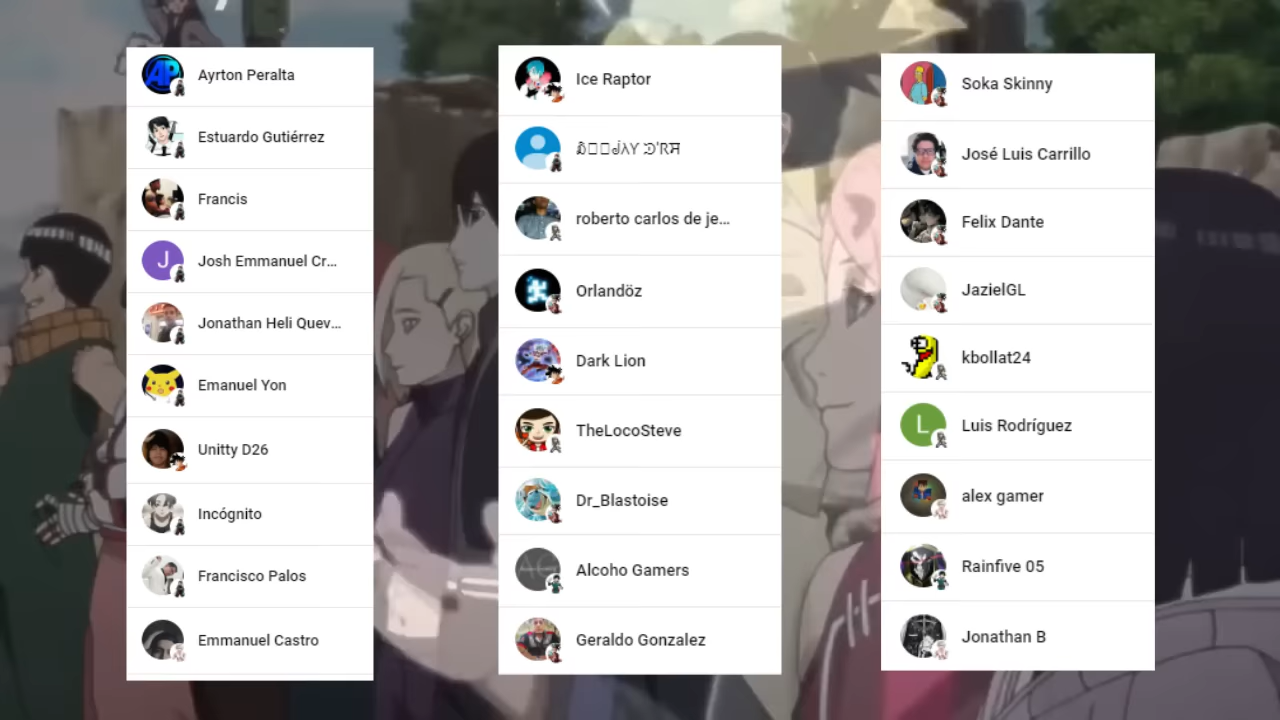 Ayrton Peralta
Estuardo Gutiérrez
Francis
J
Josh Emmanuel Cr...
Jonathan Heli Quev...
Emanuel Yon
Unitty D26
Incógnito
Francisco Palos
Emmanuel Castro
Ice Raptor
roberto carlos de je...
Orlandöz
Dark Lion
TheLocoSteve
Dr_Blastoise
Alcoho Gamers
Geraldo Gonzalez
Soka Skinny
José Luis Carrillo
Felix Dante
JazielGL
kbollat24
L
Luis Rodríguez
alex gamer
Rainfive 05
Jonathan B